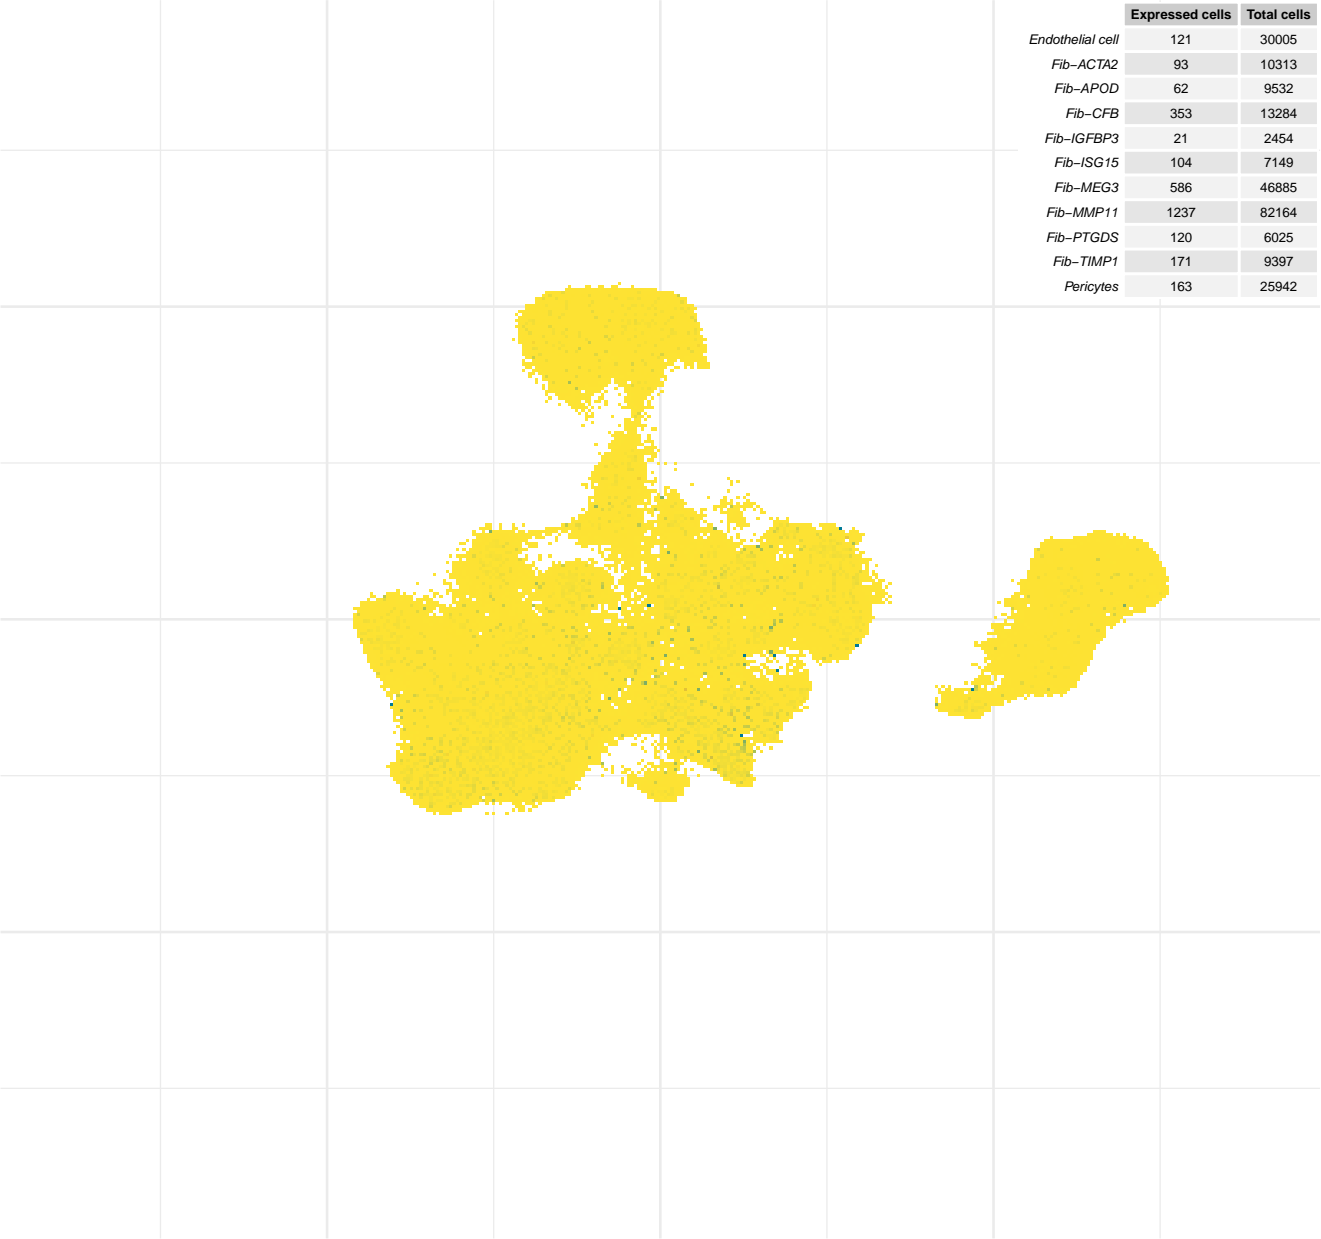 Expressed cells Total cells
Endothelial cell 121 30005
Fib−ACTA2 93 10313
Fib−APOD 62 9532
Fib−CFB 353 13284
Fib−IGFBP3 21 2454
Fib−ISG15 104 7149
Fib−MEG3 586 46885
Fib−MMP11 1237 82164
Fib−PTGDS 120 6025
Fib−TIMP1 171 9397
Pericytes 163 25942